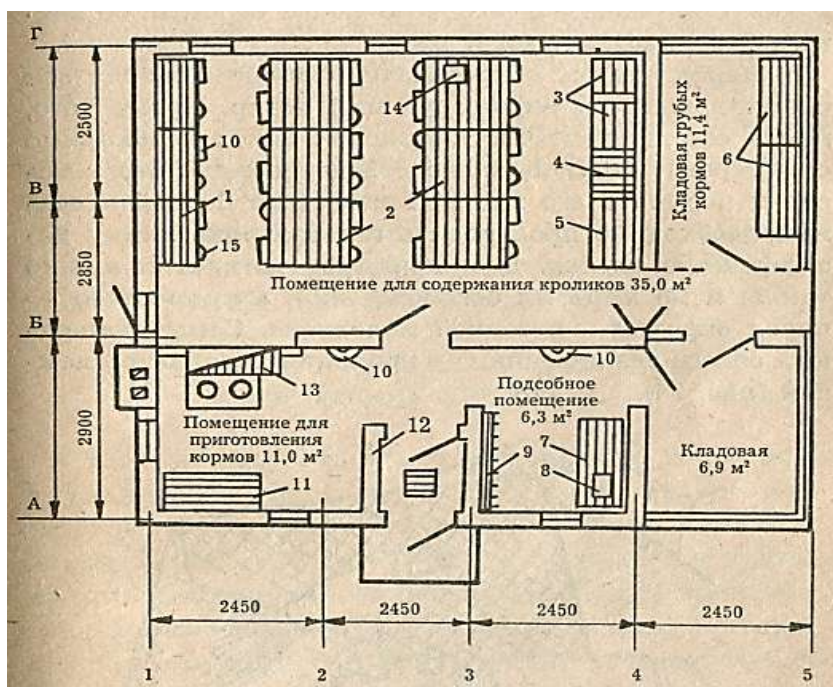 Г
В
Б
А
2500
2850
2900
14
10
1
15
2
3
4
5
6
Кладовая грубых
кормов 11,4 м²
Помещение для содержания кроликов 35,0 м²
13
10
10
Помещение для
приготовления
кормов 11,0 м²
11
12
Подсобное
помещение
6,3 м²
7
8
9
Кладовая
6,9 м²
2450
2450
2450
2450
1
2
3
4
5